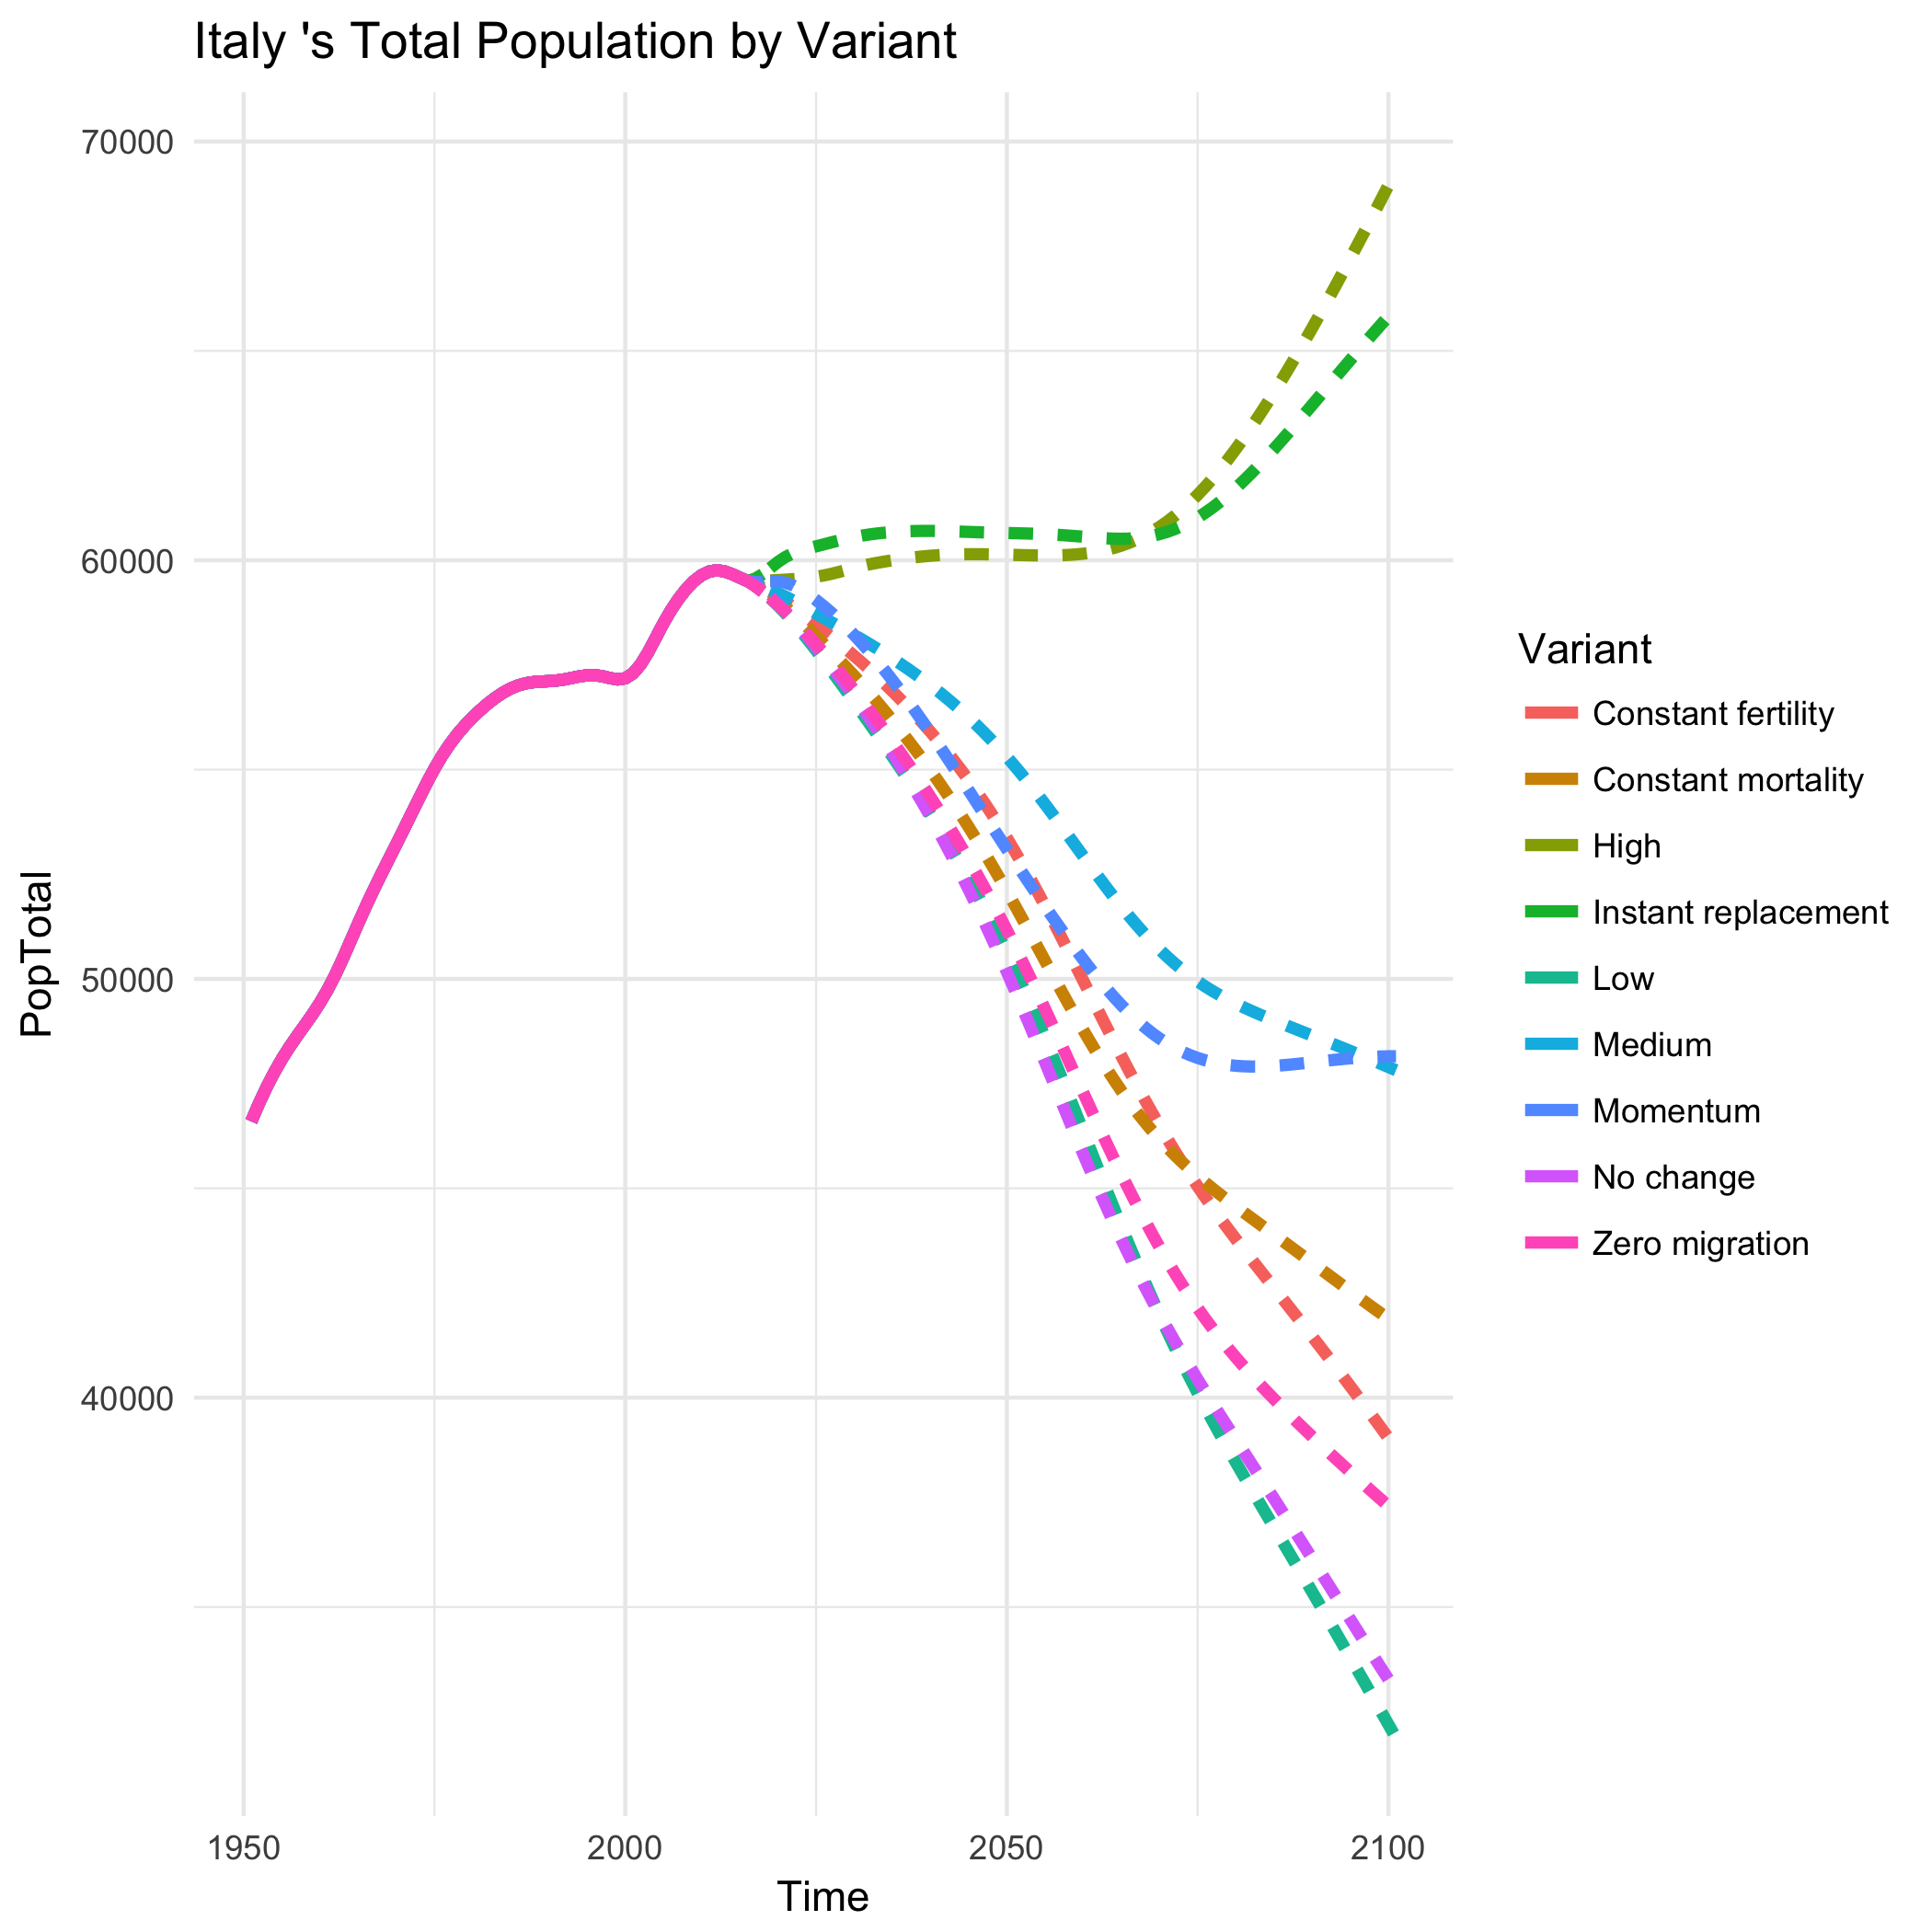 Italy 's Total Population by Variant
70000
60000
50000
40000
PopTotal
1950
2000
2050
2100
Time
Variant
Constant fertility
Constant mortality
High
Instant replacement
Low
Medium
Momentum
No change
Zero migration